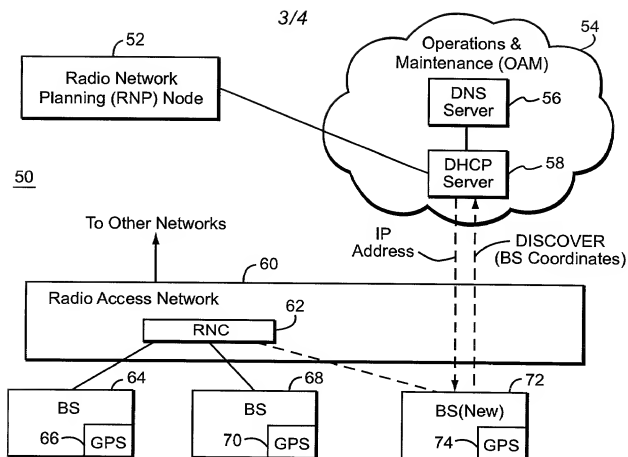 3/4
52
Radio Network
Planning (RNP) Node
54
Operations &
Maintenance (OAM)
DNS
Server
56
DHCP
Server
58
50
To Other Networks
IP
Address
DISCOVER
(BS Coordinates)
60
Radio Access Network
62
RNC
64
BS
66
GPS
68
BS
70
GPS
72
BS(New)
74
GPS